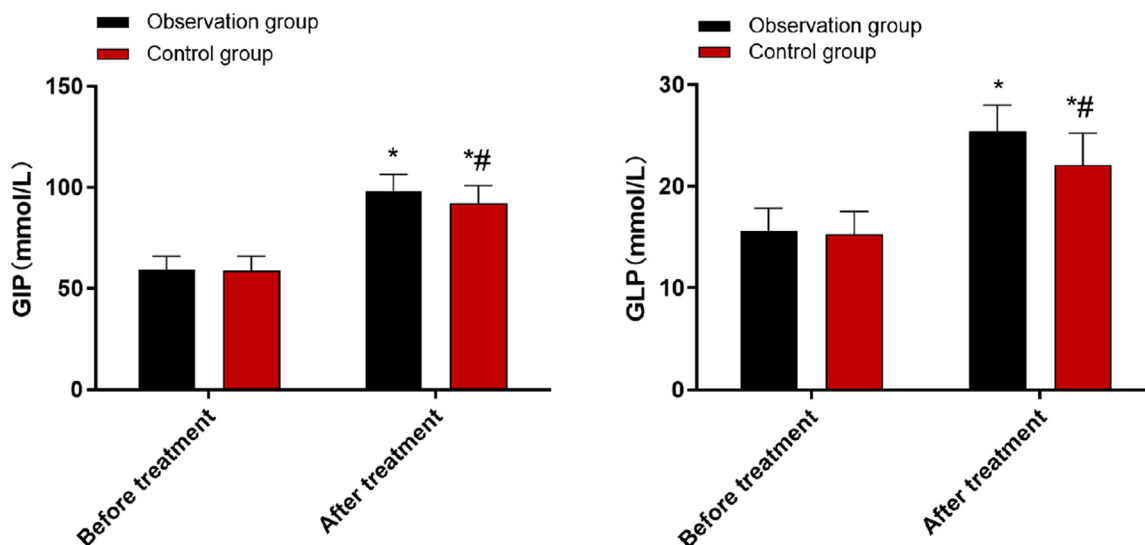 Observation group
Control group
GIP（mmol/L）
150
100
50
0
*
*#
Before treatment
After treatment
Observation group
Control group
GLP（mmol/L）
30
20
10
0
*
*#
Before treatment
After treatment